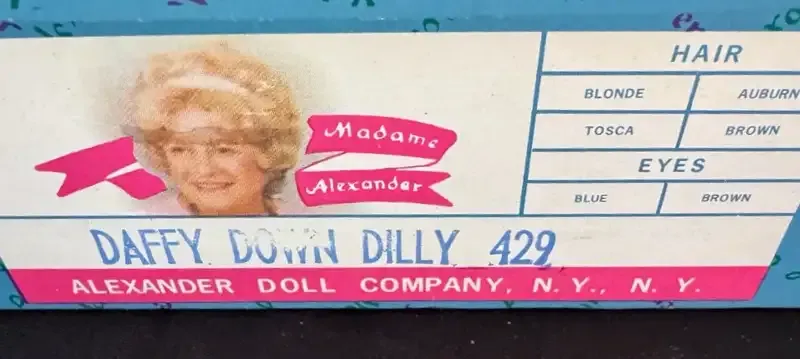 Madame
Alexander
HAIR
BLONDE AUBURN
TOSCA BROWN
EYES
BLUE BROWN
DAFFY DOWN DILLY 429
ALEXANDER DOLL COMPANY, N. Y., N. Y.